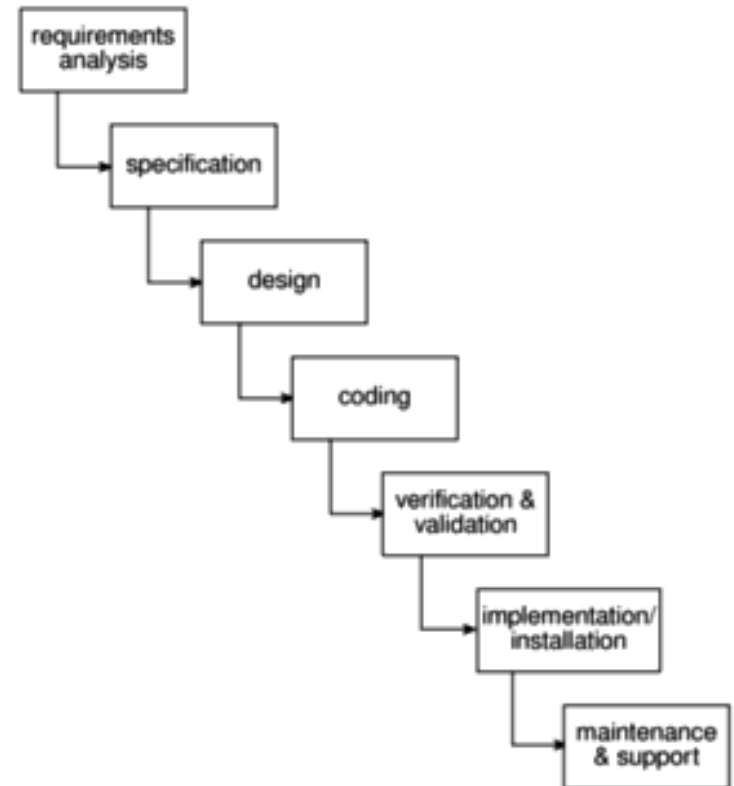 requirements
analysis
specification
design
coding
verification &
validation
implementation/
installation
maintenance
& support